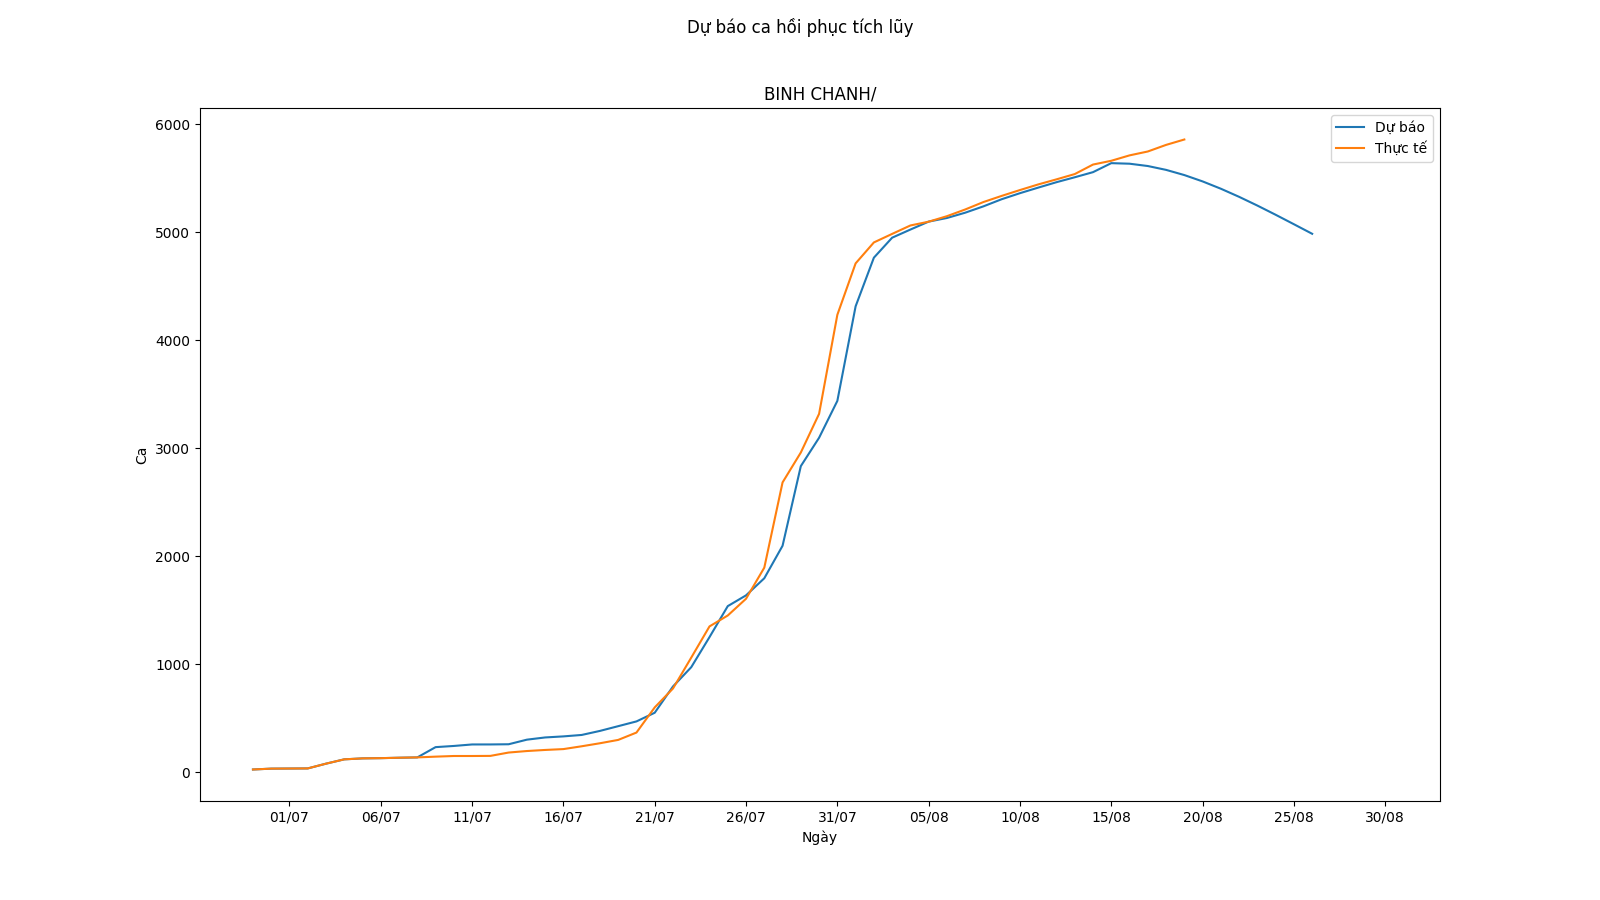 Dự báo ca hồi phục tích lũy
BINH CHANH/
Dự báo
Thực tế
6000
5000
4000
3000
2000
1000
0
Ca
01/07 06/07 11/07 16/07 21/07 26/07 31/07 05/08 10/08 15/08 20/08 25/08 30/08
Ngày